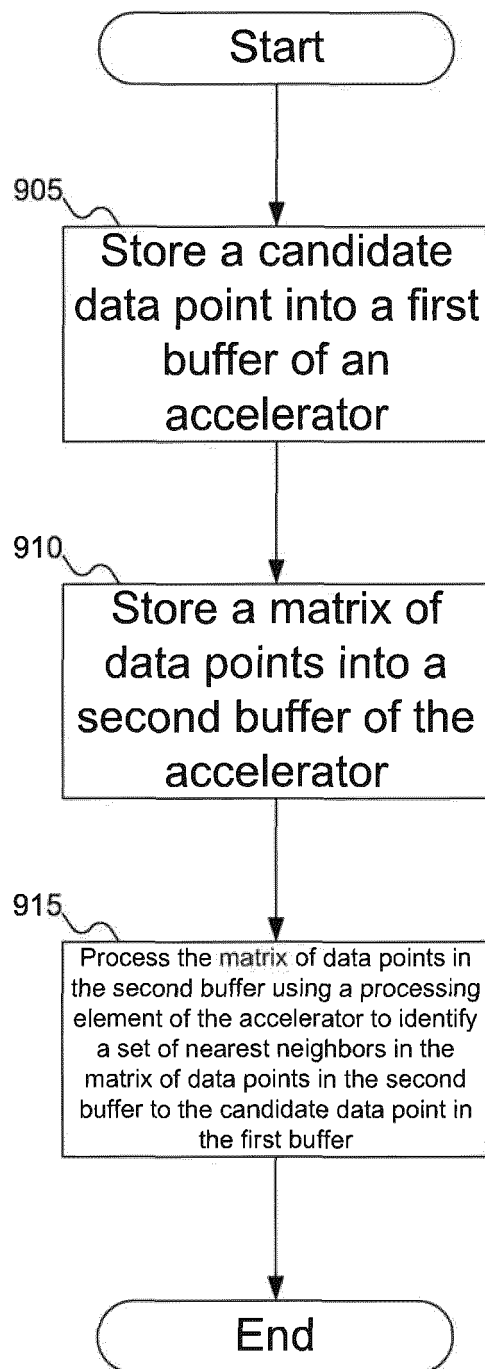 Start
905
Store a candidate
data point into a first
buffer of an
accelerator
910
Store a matrix of
data points into a
second buffer of the
accelerator
915
Process the matrix of data points in
the second buffer using a processing
element of the accelerator to identify
a set of nearest neighbors in the
matrix of data points in the second
buffer to the candidate data point in
the first buffer
End